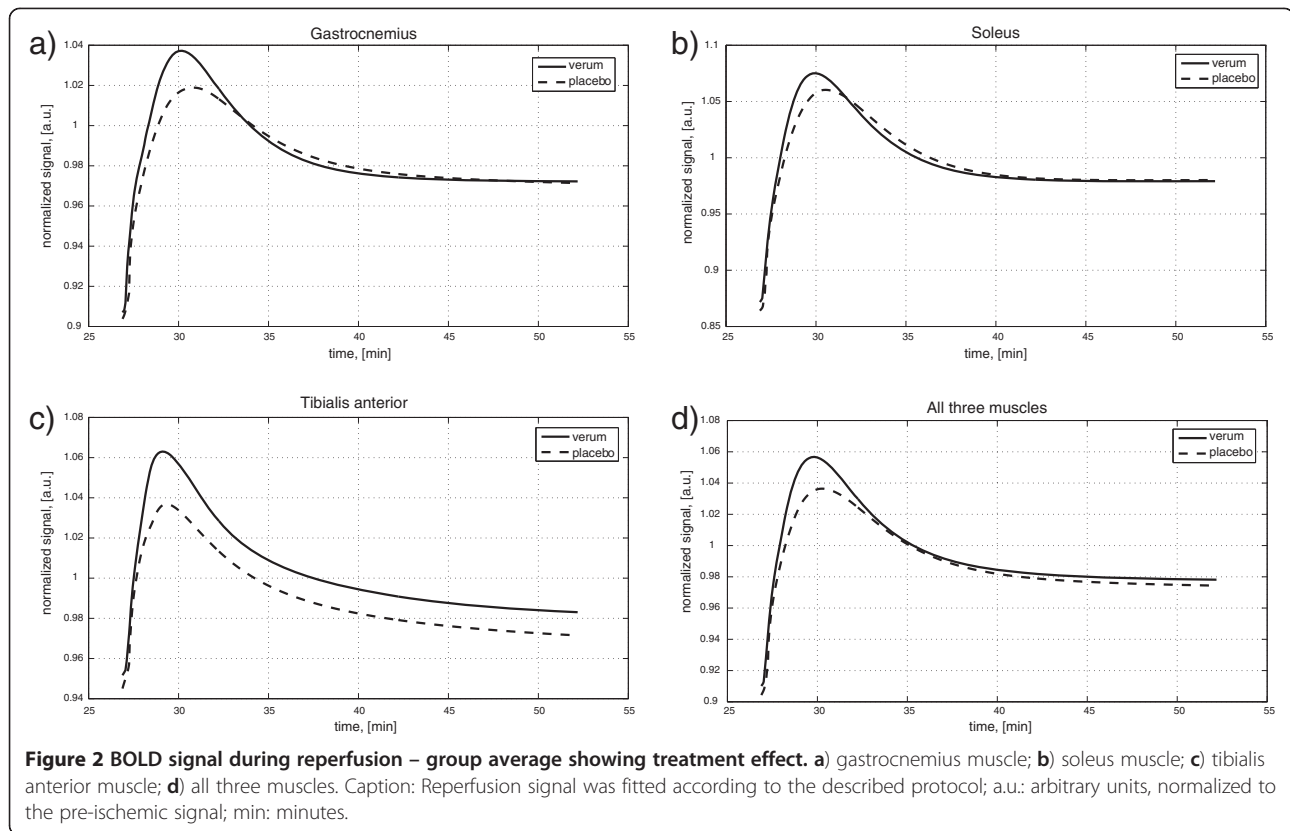 a)
Gastrocnemius
verum
placebo
normalized signal, [a.u.]
1.04
1.02
1
0.98
0.96
0.94
0.92
0.9
25 30 35 40 45 50 55
time, [min]
b)
Soleus
verum
placebo
normalized signal, [a.u.]
1.1
1.05
1
0.95
0.9
0.85
25 30 35 40 45 50 55
time, [min]
c)
Tibialis anterior
verum
placebo
normalized signal [a.u.]
1.08
1.06
1.04
1.02
1
0.98
0.96
0.94
25 30 35 40 45 50 55
time, [min]
d)
All three muscles
verum
placebo
normalized signal [a.u.]
1.08
1.06
1.04
1.02
1
0.98
0.96
0.94
0.92
0.9
25 30 35 40 45 50 55
time, [min]
Figure 2 BOLD signal during reperfusion – group average showing treatment effect. a) gastrocnemius muscle; b) soleus muscle; c) tibialis
anterior muscle; d) all three muscles. Caption: Reperfusion signal was fitted according to the described protocol; a.u.: arbitrary units, normalized to
the pre-ischemic signal; min: minutes.